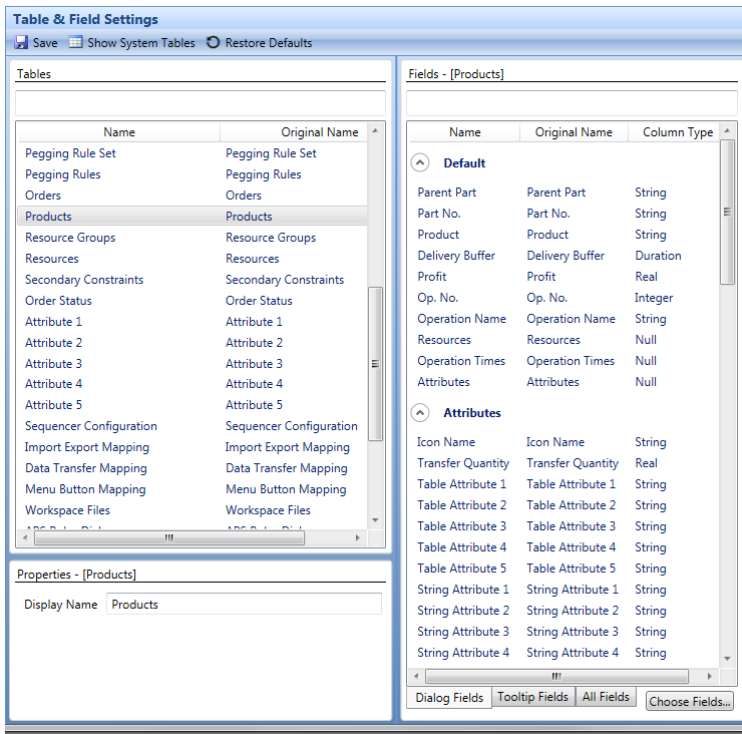 Table & Field Settings
Save Show System Tables Restore Defaults
Tables
Name Original Name
Pegging Rule Set Pegging Rule Set
Pegging Rules Pegging Rules
Orders Orders
Products Products
Resource Groups Resource Groups
Resources Resources
Secondary Constraints Secondary Constraints
Order Status Order Status
Attribute 1 Attribute 1
Attribute 2 Attribute 2
Attribute 3 Attribute 3
Attribute 4 Attribute 4
Attribute 5 Attribute 5
Sequencer Configuration Sequencer Configuration
Import Export Mapping Import Export Mapping
Data Transfer Mapping Data Transfer Mapping
Menu Button Mapping Menu Button Mapping
Workspace Files Workspace Files
Properties - [Products]
Display Name Products
Fields - [Products]
Name Original Name Column Type
Default
Parent Part Parent Part String
Part No. Part No. String
Product Product String
Delivery Buffer Delivery Buffer Duration
Profit Profit Real
Op. No. Op. No. Integer
Operation Name Operation Name String
Resources Resources Null
Operation Times Operation Times Null
Attributes Attributes Null
Attributes
Icon Name Icon Name String
Transfer Quantity Transfer Quantity Real
Table Attribute 1 Table Attribute 1 String
Table Attribute 2 Table Attribute 2 String
Table Attribute 3 Table Attribute 3 String
Table Attribute 4 Table Attribute 4 String
Table Attribute 5 Table Attribute 5 String
String Attribute 1 String Attribute 1 String
String Attribute 2 String Attribute 2 String
String Attribute 3 String Attribute 3 String
String Attribute 4 String Attribute 4 String
Dialog Fields Tooltip Fields All Fields Choose Fields...